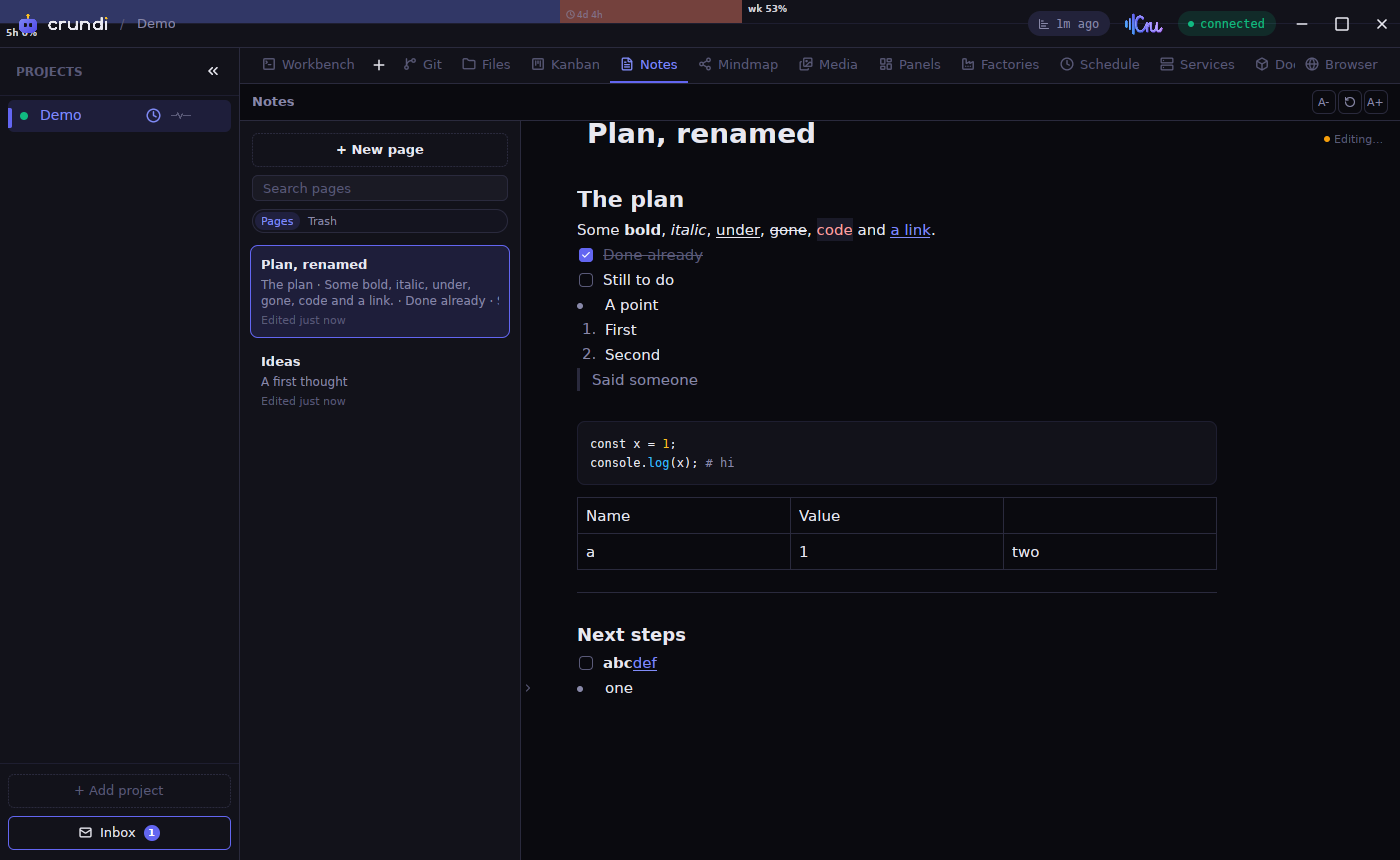 4d 4h
wk 53%
crundi / Demo
1m ago
connected
PROJECTS
Workbench
Git
Files
Kanban
Notes
Mindmap
Media
Panels
Factories
Schedule
Services
Browser
Demo
Notes
A-
A+
+ New page
Search pages
Pages
Trash
Plan, renamed
The plan · Some bold, italic, under,
gone, code and a link. · Done already ·
Edited just now
Ideas
A first thought
Edited just now
Plan, renamed
Editing...
The plan
Some bold, italic, under, gone, code and a link.
Done already
Still to do
A point
1. First
2. Second
Said someone
const x = 1;
console.log(x); # hi
Name Value
a 1 two
Next steps
abcdef
one
+ Add project
Inbox 1